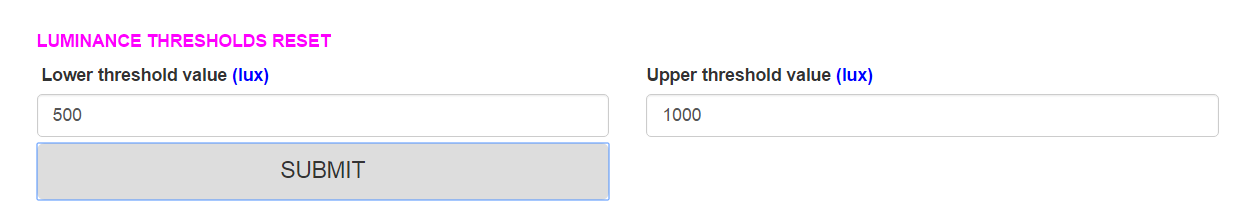 LUMINANCE THRESHOLDS RESET
Lower threshold value (lux)
Upper threshold value (lux)
500
1000
SUBMIT